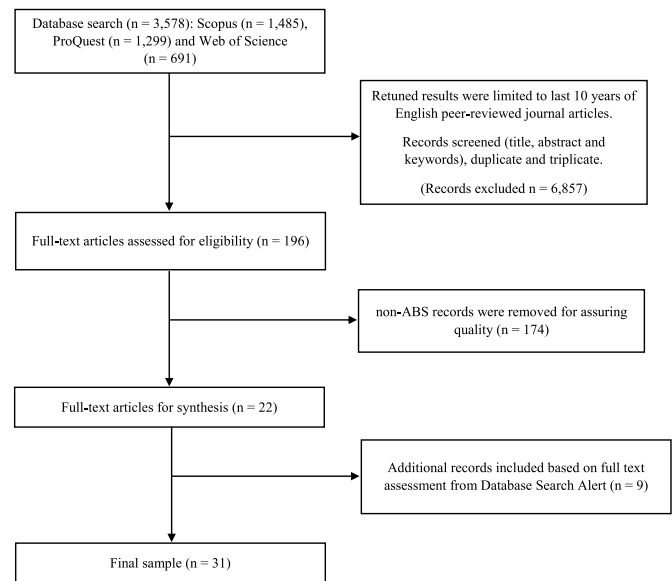 Database search (n = 3,578): Scopus (n = 1,485),
ProQuest (n = 1,299) and Web of Science
(n = 691)
Retuned results were limited to last 10 years of
English peer-reviewed journal articles.
Records screened (title, abstract and
keywords), duplicate and triplicate.
(Records excluded n = 6,857)
Full-text articles assessed for eligibility (n = 196)
non-ABS records were removed for assuring
quality (n = 174)
Full-text articles for synthesis (n = 22)
Additional records included based on full text
assessment from Database Search Alert (n = 9)
Final sample (n = 31)